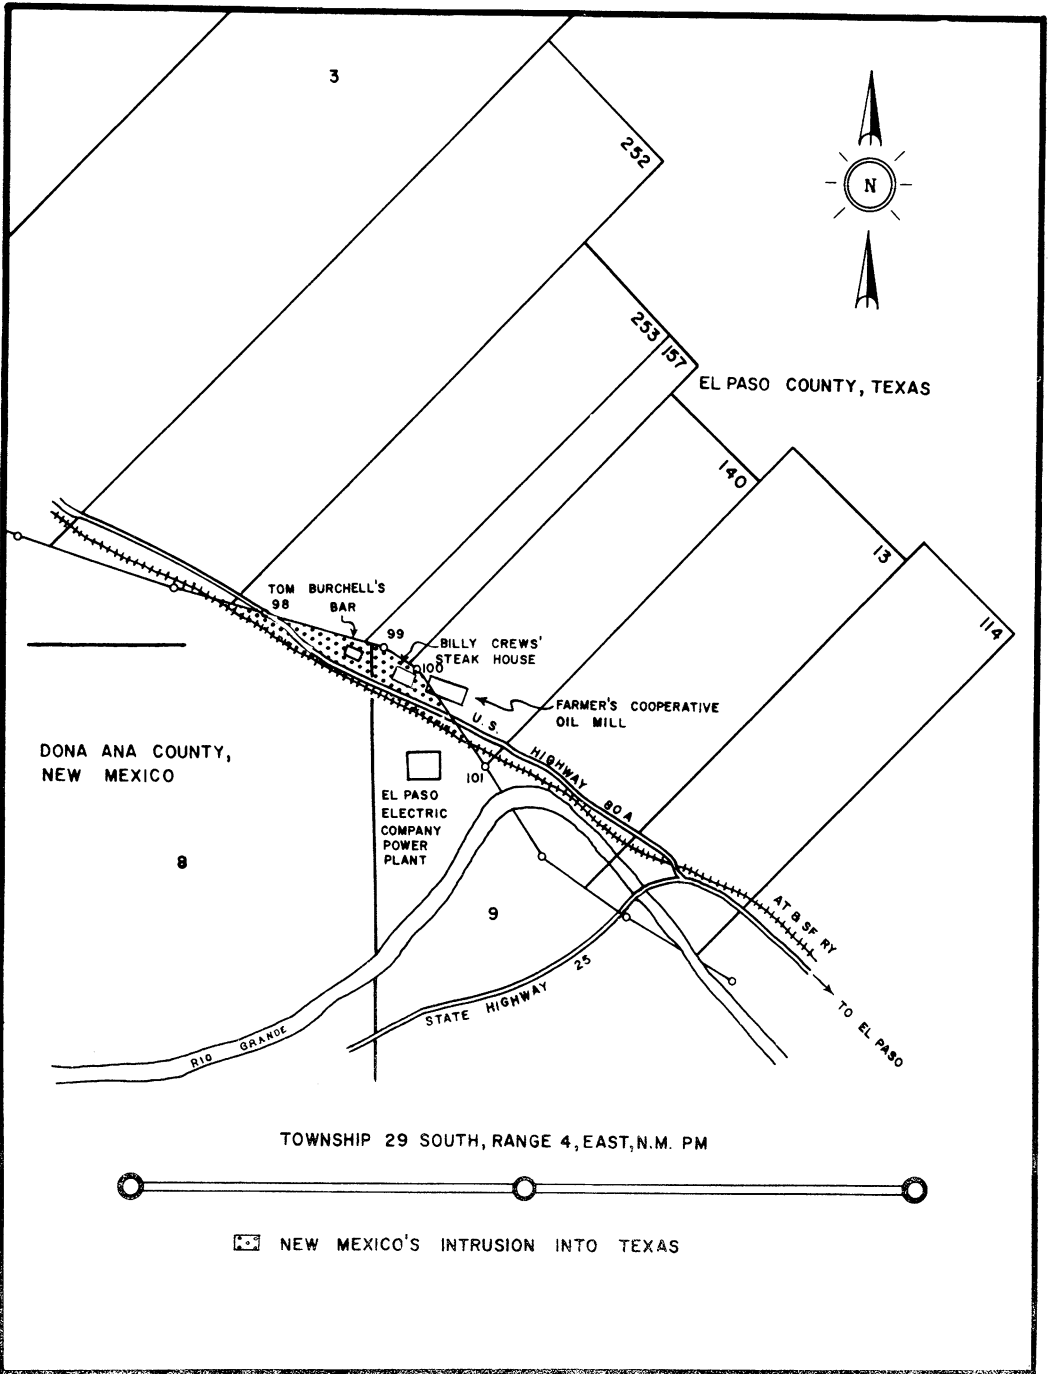 3
252
N
253
157
EL PASO COUNTY, TEXAS
140
13
114
TOM BURCHELL'S
BAR
98
99
BILLY CREWS'
STEAK HOUSE
100
FARMER'S COOPERATIVE
OIL MILL
U.S. HIGHWAY 80A
DONA ANA COUNTY,
NEW MEXICO
101
EL PASO
ELECTRIC
COMPANY
POWER
PLANT
8
9
AT & SF RY
STATE HIGHWAY 25
TO EL PASO
RIO GRANDE
TOWNSHIP 29 SOUTH, RANGE 4, EAST, N.M. PM
NEW MEXICO'S INTRUSION INTO TEXAS